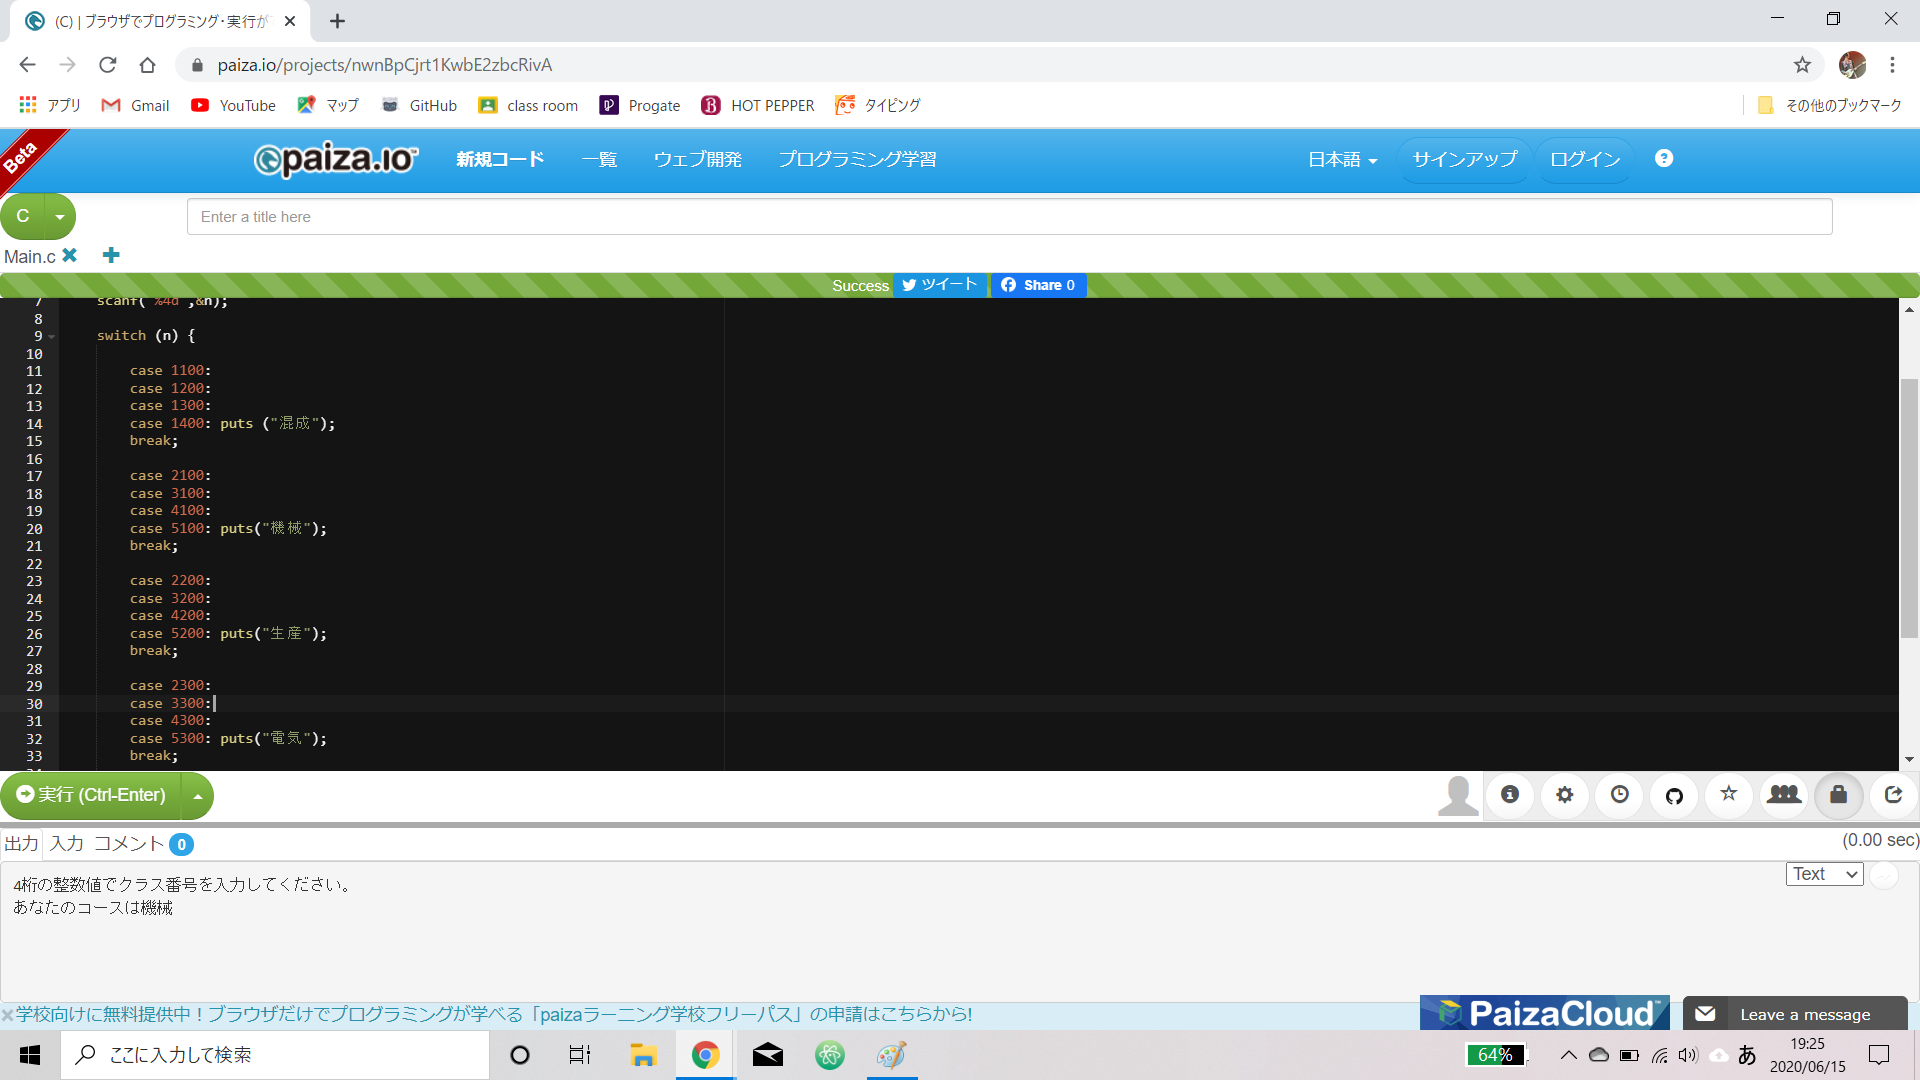 (C) | ブラウザでプログラミング・実行が
paiza.io/projects/nwnBpCjrt1KwbE2zbcRivA
アプリ Gmail YouTube マップ GitHub class room Progate HOT PEPPER タイピング その他のブックマーク
Beta
paiza.io 新規コード 一覧 ウェブ開発 プログラミング学習 日本語 サインアップ ログイン ?
C Enter a title here
Main.c
Success ツイート Share 0
7 scanf("%4d",&n);
8
9 switch (n) {
10
11 case 1100:
12 case 1200:
13 case 1300:
14 case 1400: puts ("混成");
15 break;
16
17 case 2100:
18 case 3100:
19 case 4100:
20 case 5100: puts("機械");
21 break;
22
23 case 2200:
24 case 3200:
25 case 4200:
26 case 5200: puts("生産");
27 break;
28
29 case 2300:
30 case 3300:
31 case 4300:
32 case 5300: puts("電気");
33 break;
実行 (Ctrl-Enter)
出力 入力 コメント 0 (0.00 sec)
Text
4桁の整数値でクラス番号を入力してください。
あなたのコースは機械
学校向けに無料提供中！ブラウザだけでプログラミングが学べる「paizaラーニング学校フリーパス」の申請はこちらから!
PaizaCloud Leave a message
ここに入力して検索
64% あ 19:25
2020/06/15